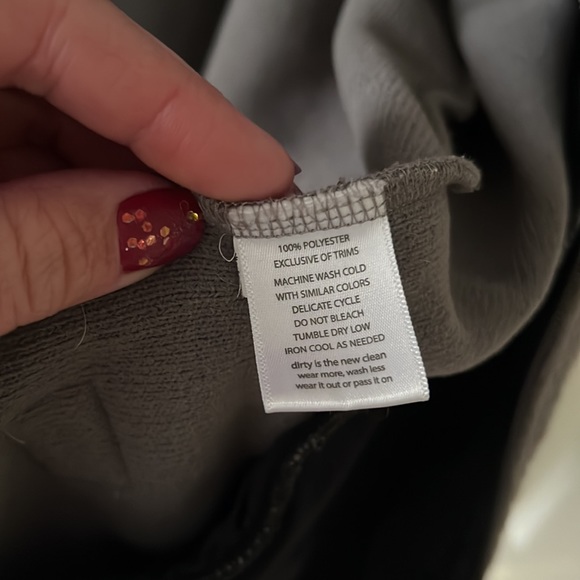 100% POLYESTER
EXCLUSIVE OF TRIMS
MACHINE WASH COLD
WITH SIMILAR COLORS
DELICATE CYCLE
DO NOT BLEACH
TUMBLE DRY LOW
IRON COOL AS NEEDED
dirty is the new clean
wear more, wash less
wear it out or pass it on